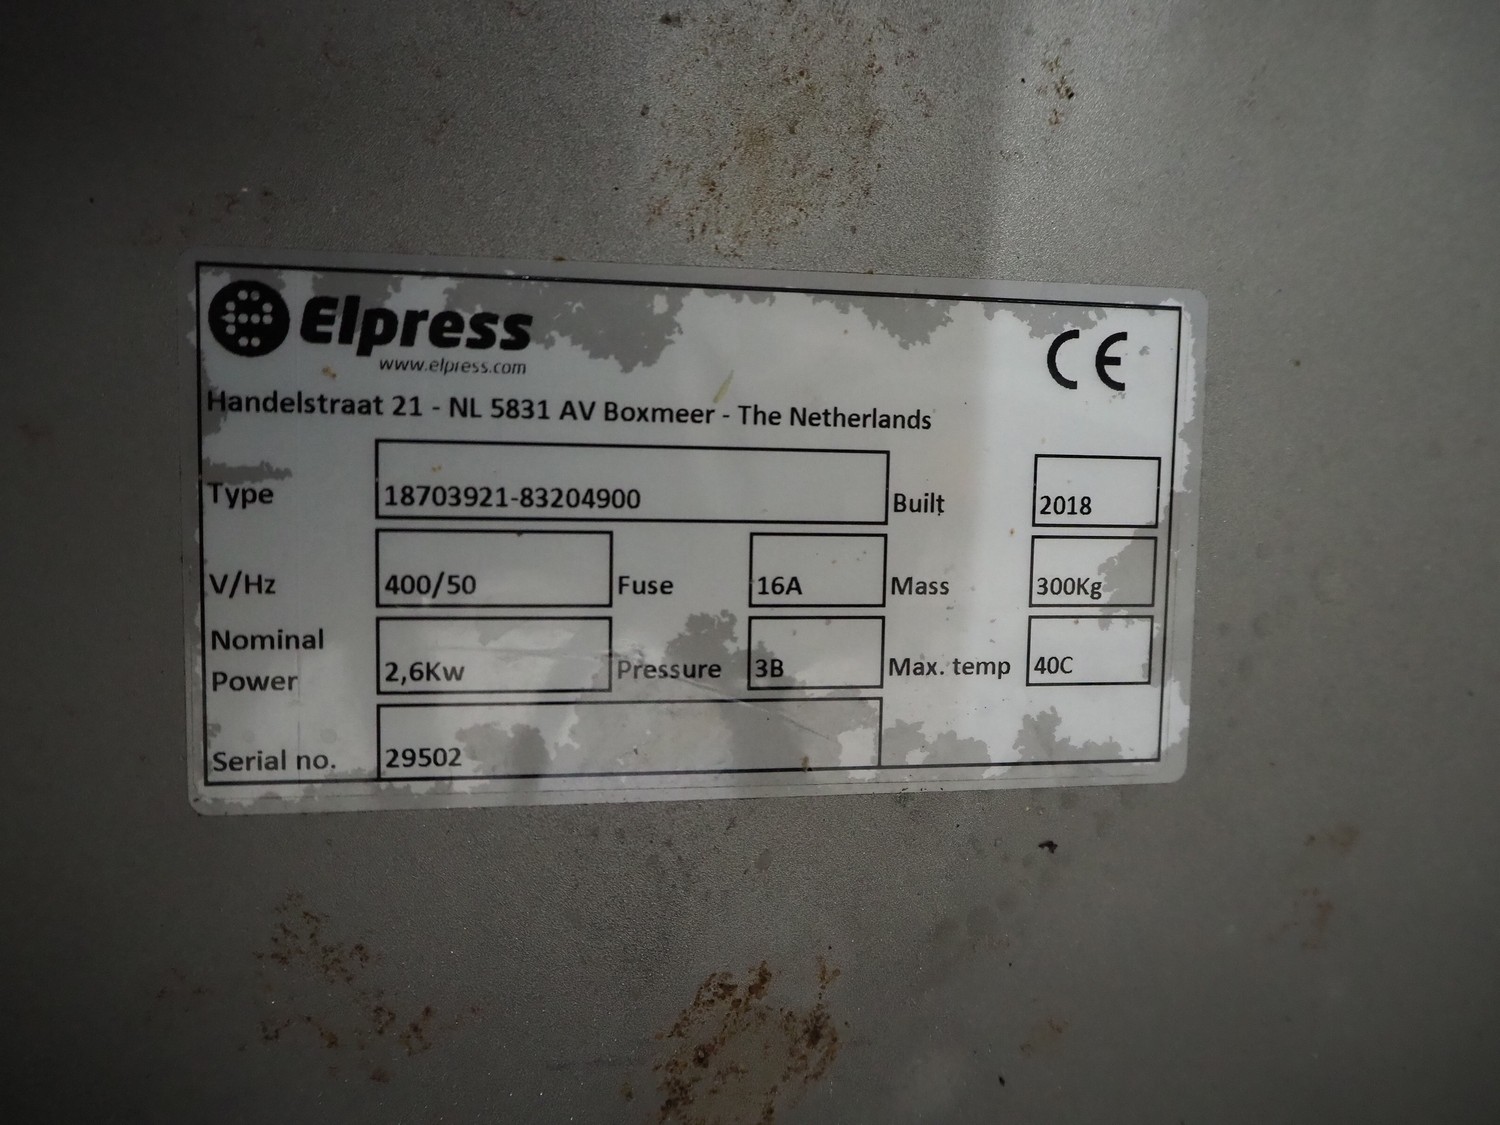 Elpress
www.elpress.com
CE
Handelstraat 21 - NL 5831 AV Boxmeer - The Netherlands
Type 18703921-83204900 Built 2018
V/Hz 400/50 Fuse 16A Mass 300Kg
Nominal Power 2,6Kw Pressure 3B Max. temp 40C
Serial no. 29502